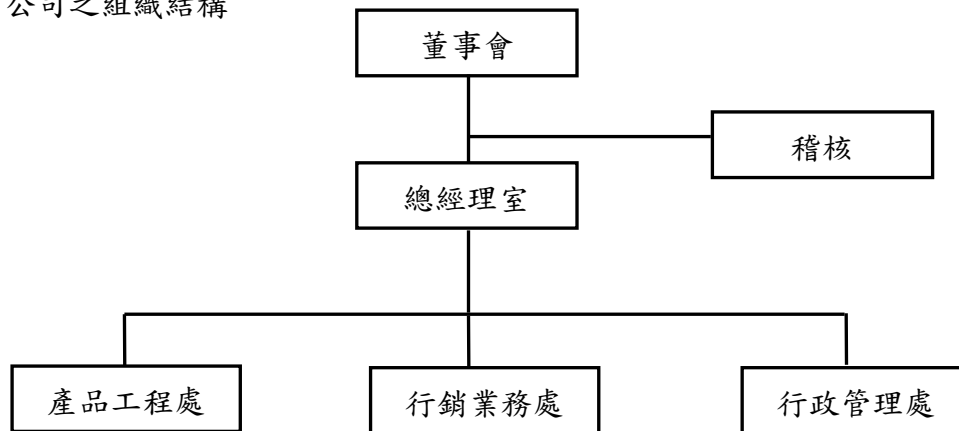 公司之組織結構
董事會
稽核
總經理室
產品工程處
行銷業務處
行政管理處